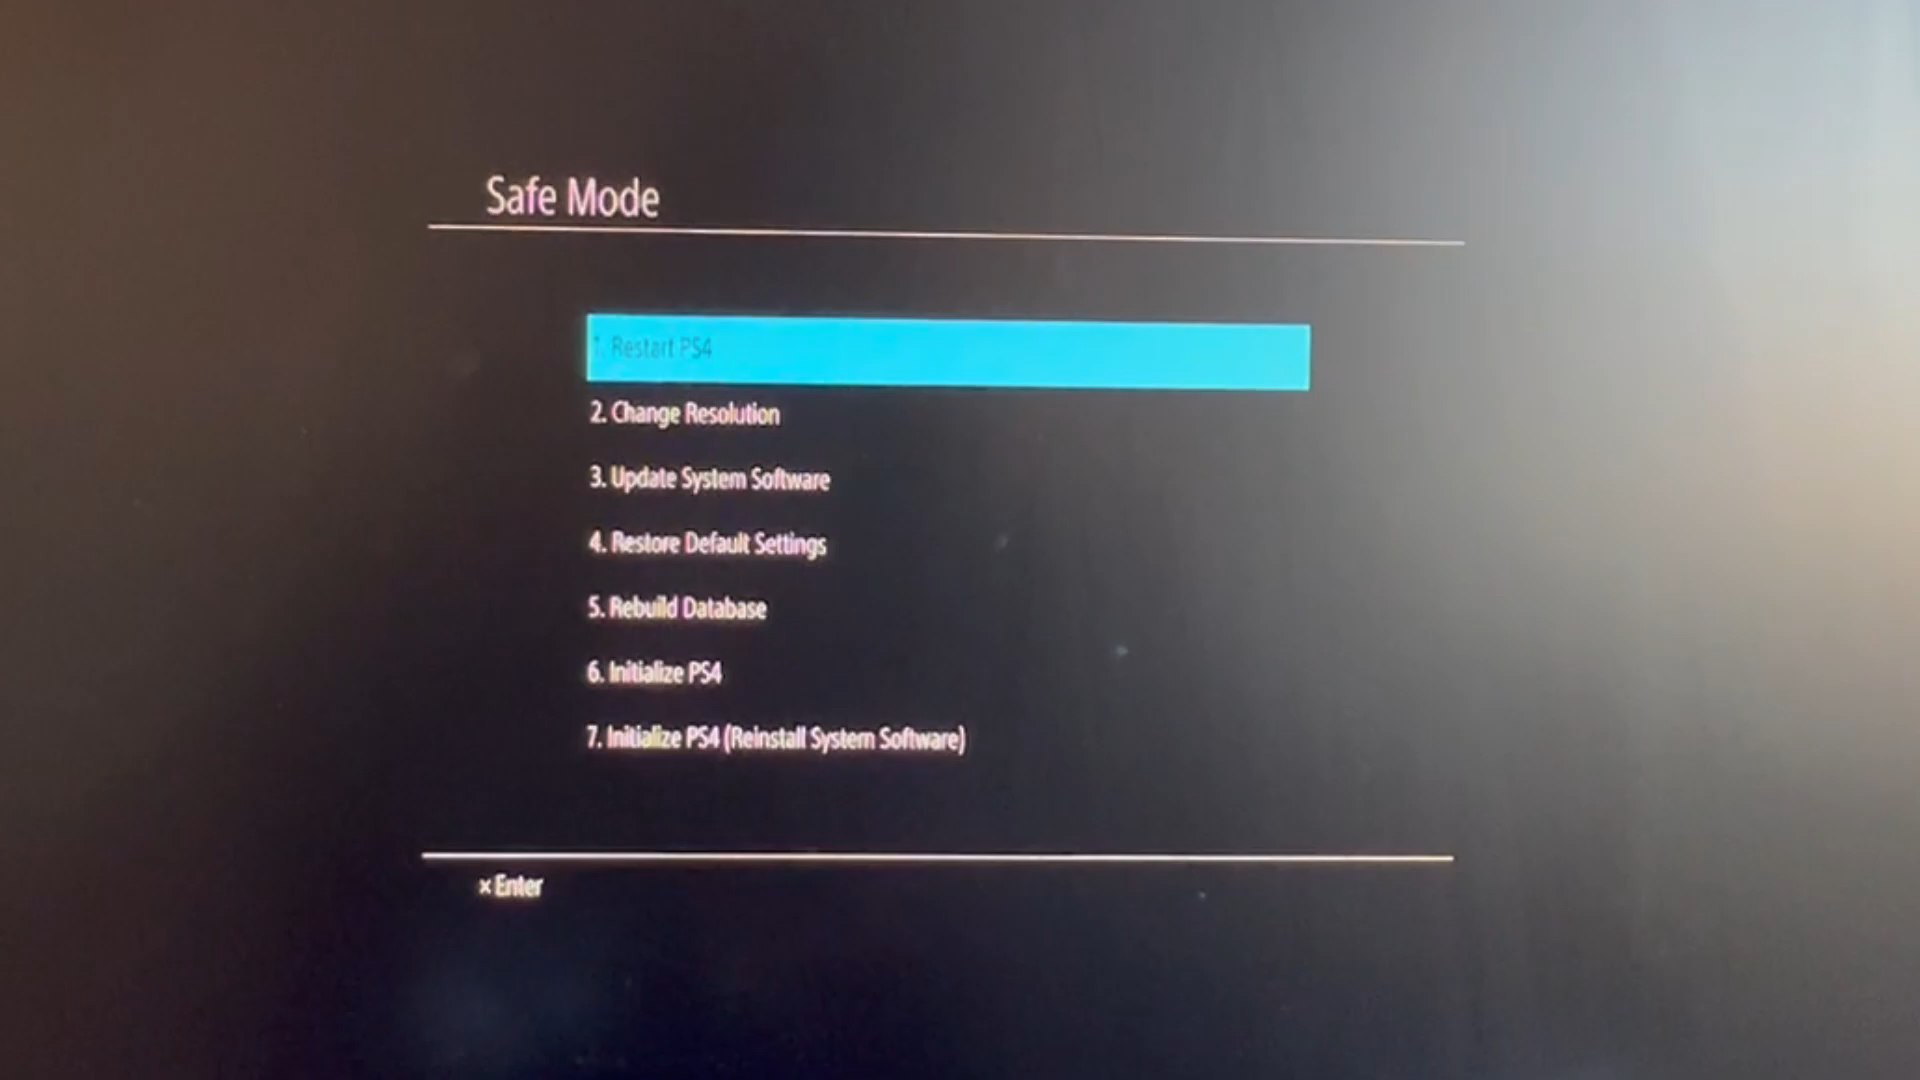 Safe Mode
1. Restart PS4
2. Change Resolution
3. Update System Software
4. Restore Default Settings
5. Rebuild Database
6. Initialize PS4
7. Initialize PS4 (Reinstall System Software)
× Enter